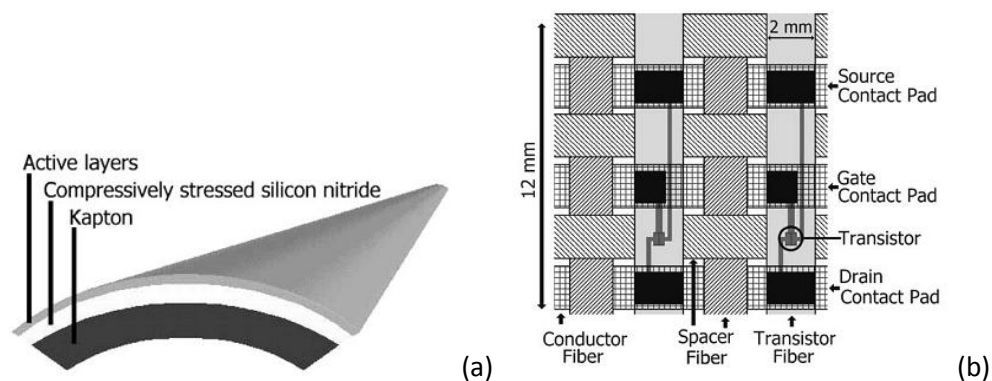 Active layers
Compressively stressed silicon nitride
Kapton
(a)
2 mm
12 mm
Source
Contact Pad
Gate
Contact Pad
Transistor
Drain
Contact Pad
Conductor
Fiber
Spacer
Fiber
Transistor
Fiber
(b)